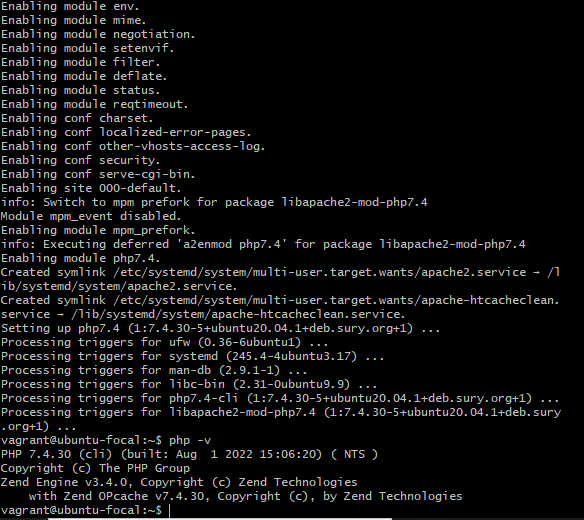 Enabling module env.
Enabling module mime.
Enabling module negotiation.
Enabling module setenvif.
Enabling module filter.
Enabling module deflate.
Enabling module status.
Enabling module reqtimeout.
Enabling conf charset.
Enabling conf localized-error-pages.
Enabling conf other-vhosts-access-log.
Enabling conf security.
Enabling conf serve-cgi-bin.
Enabling site 000-default.
info: Switch to mpm prefork for package libapache2-mod-php7.4
Module mpm_event disabled.
Enabling module mpm_prefork.
info: Executing deferred 'a2enmod php7.4' for package libapache2-mod-php7.4
Enabling module php7.4.
Created symlink /etc/systemd/system/multi-user.target.wants/apache2.service → /l
ib/systemd/system/apache2.service.
Created symlink /etc/systemd/system/multi-user.target.wants/apache-htcacheclean.
service → /lib/systemd/system/apache-htcacheclean.service.
Setting up php7.4 (1:7.4.30-5+ubuntu20.04.1+deb.sury.org+1) ...
Processing triggers for ufw (0.36-6ubuntu1) ...
Processing triggers for systemd (245.4-4ubuntu3.17) ...
Processing triggers for man-db (2.9.1-1) ...
Processing triggers for libc-bin (2.31-0ubuntu9.9) ...
Processing triggers for php7.4-cli (1:7.4.30-5+ubuntu20.04.1+deb.sury.org+1) ...
Processing triggers for libapache2-mod-php7.4 (1:7.4.30-5+ubuntu20.04.1+deb.sury
.org+1) ...
vagrant@ubuntu-focal:~$ php -v
PHP 7.4.30 (cli) (built: Aug  1 2022 15:06:20) ( NTS )
Copyright (c) The PHP Group
Zend Engine v3.4.0, Copyright (c) Zend Technologies
    with Zend OPcache v7.4.30, Copyright (c), by Zend Technologies
vagrant@ubuntu-focal:~$